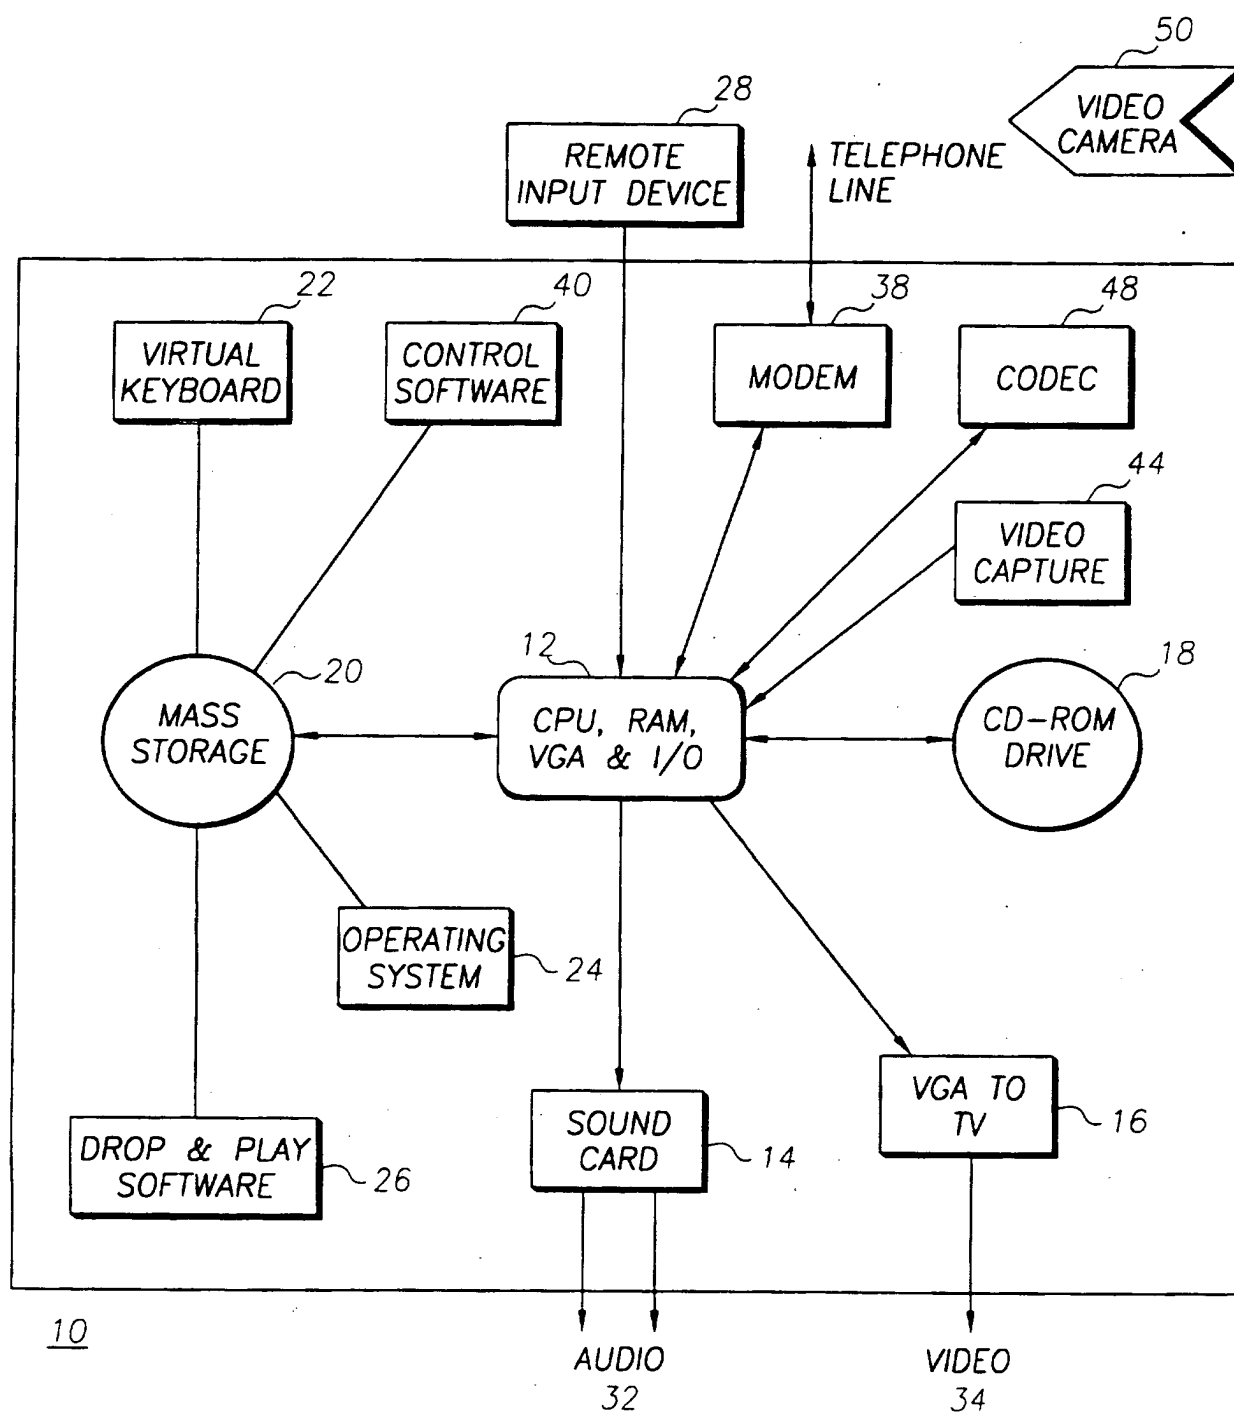 50
VIDEO
CAMERA
28
REMOTE
INPUT DEVICE
TELEPHONE
LINE
22
VIRTUAL
KEYBOARD
40
CONTROL
SOFTWARE
38
MODEM
48
CODEC
44
VIDEO
CAPTURE
20
MASS
STORAGE
12
CPU, RAM,
VGA & I/O
18
CD-ROM
DRIVE
OPERATING
SYSTEM
24
DROP & PLAY
SOFTWARE
26
SOUND
CARD
14
VGA TO
TV
16
10
AUDIO
32
VIDEO
34